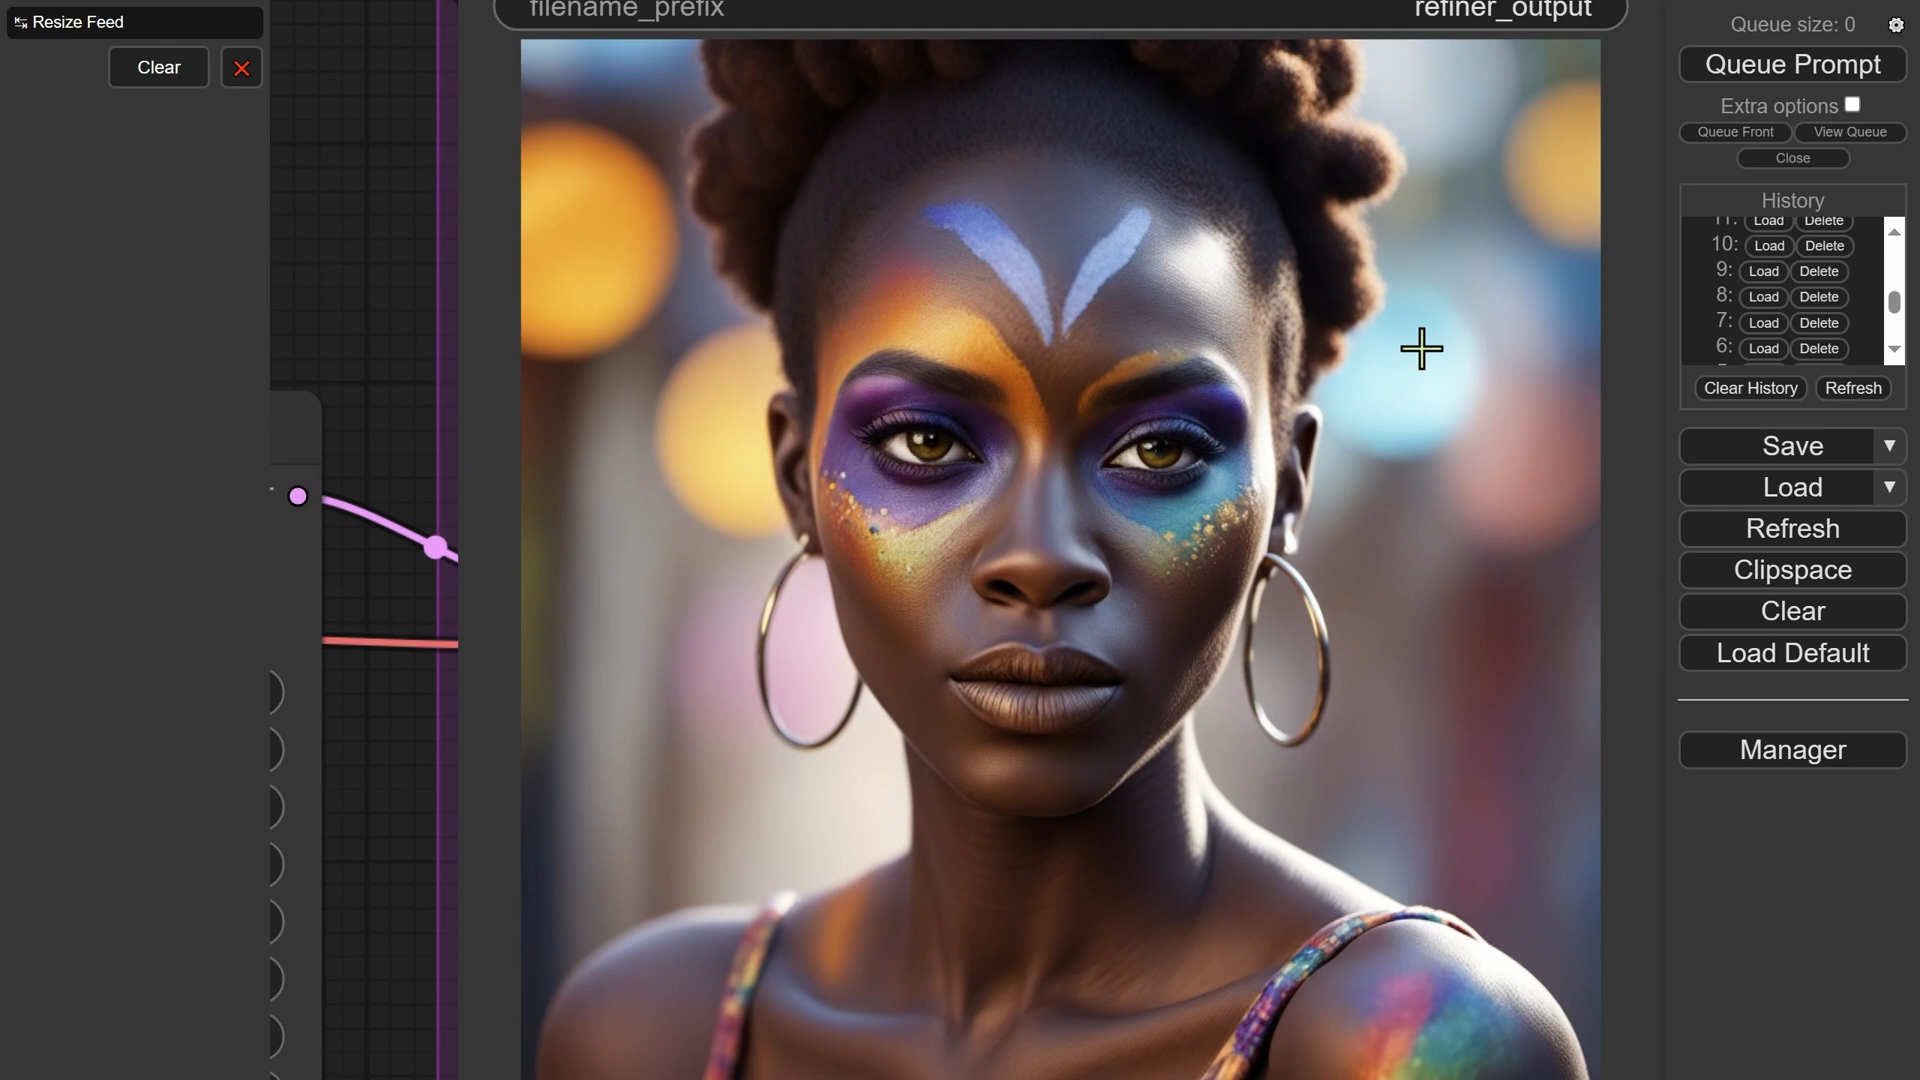 Resize Feed
Clear
filename_prefix refiner_output
Queue size: 0
Queue Prompt
Extra options
Queue Front View Queue
Close
History
11: Load Delete
10: Load Delete
9: Load Delete
8: Load Delete
7: Load Delete
6: Load Delete
Clear History Refresh
Save
Load
Refresh
Clipspace
Clear
Load Default
Manager